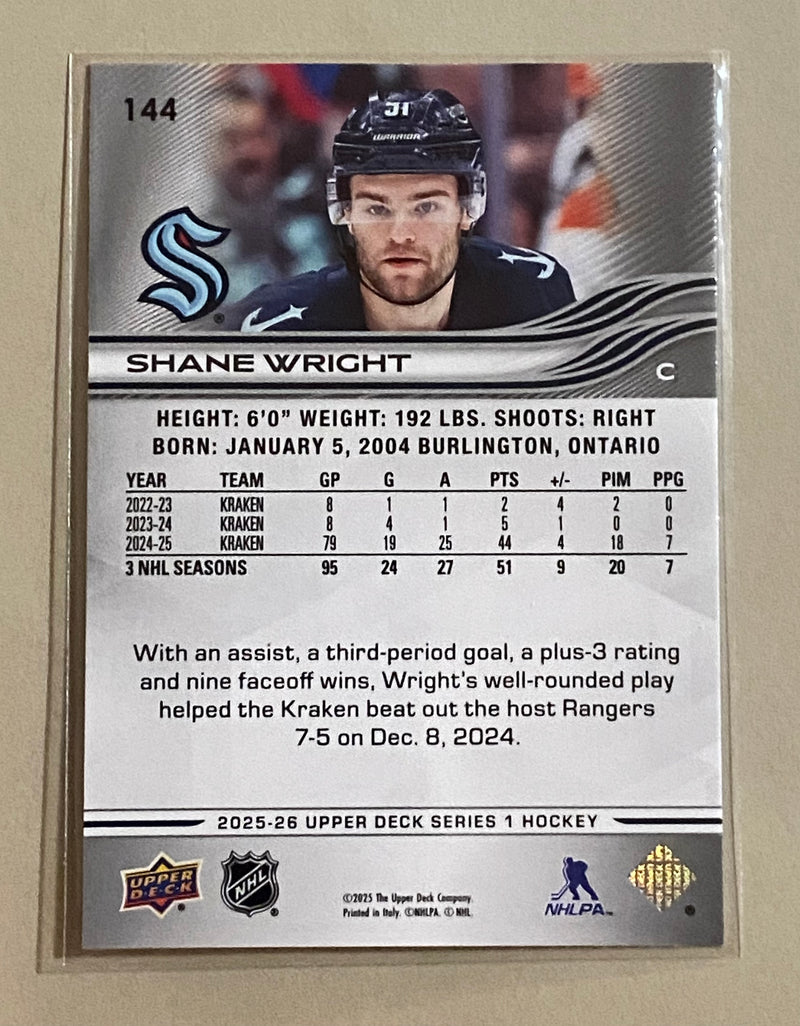 144
51
WARRIOR
SHANE WRIGHT
C
HEIGHT: 6'0" WEIGHT: 192 LBS. SHOOTS: RIGHT
BORN: JANUARY 5, 2004 BURLINGTON, ONTARIO
YEAR TEAM GP G A PTS +/- PIM PPG
2022-23 KRAKEN 8 1 1 2 4 2 0
2023-24 KRAKEN 8 4 1 5 1 0 0
2024-25 KRAKEN 79 19 25 44 4 18 7
3 NHL SEASONS 95 24 27 51 9 20 7
With an assist, a third-period goal, a plus-3 rating
and nine faceoff wins, Wright's well-rounded play
helped the Kraken beat out the host Rangers
7-5 on Dec. 8, 2024.
2025-26 UPPER DECK SERIES 1 HOCKEY
UPPER
DECK
®
NHL
®
©2025 The Upper Deck Company.
Printed in Italy. ©NHLPA. © NHL.
NHLPA™
®